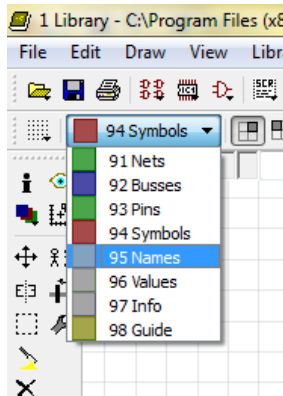 1 Library - C:\Program Files (x8
File Edit Draw View Libr
94 Symbols
91 Nets
92 Busses
93 Pins
94 Symbols
95 Names
96 Values
97 Info
98 Guide